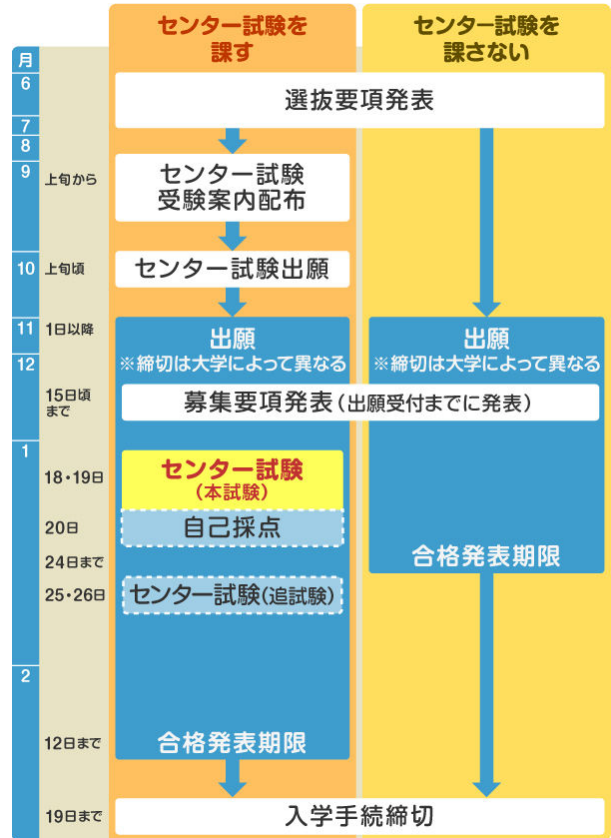 センター試験を
課す
センター試験を
課さない
月
6
選抜要項発表
7
8
9
上旬から
センター試験
受験案内配布
10
上旬頃
センター試験出願
11
1日以降
出願
※締切は大学によって異なる
出願
※締切は大学によって異なる
12
15日頃
まで
募集要項発表(出願受付までに発表)
1
18・19日
センター試験
(本試験)
20日
自己採点
24日まで
合格発表期限
25・26日
センター試験(追試験)
2
12日まで
合格発表期限
19日まで
入学手続締切